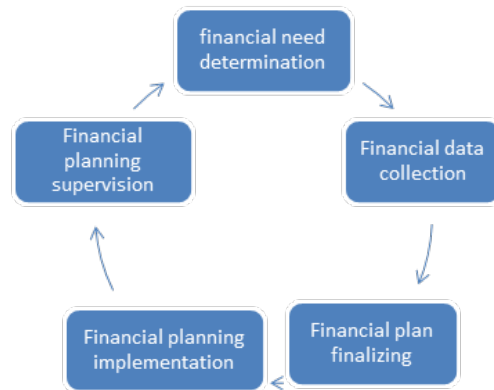 financial need
determination
Financial data
collection
Financial plan
finalizing
Financial planning
implementation
Financial
planning
supervision